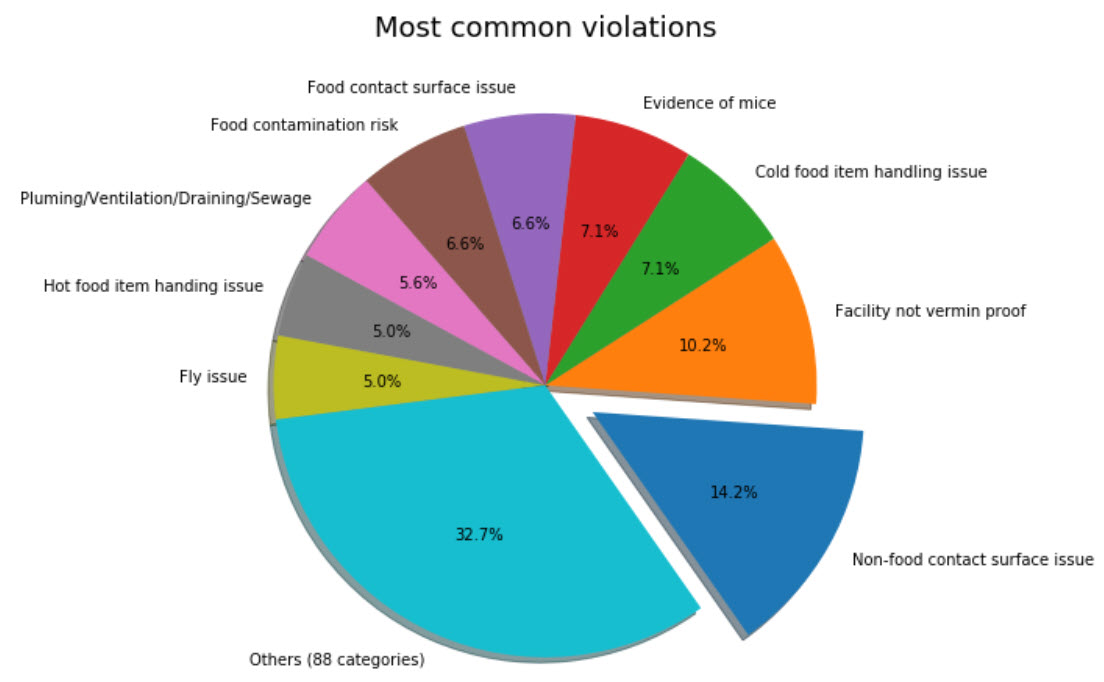 Most common violations
Food contact surface issue
Evidence of mice
Food contamination risk
Cold food item handling issue
Pluming/Ventilation/Draining/Sewage
6.6%
7.1%
6.6%
7.1%
5.6%
Hot food item handing issue
Facility not vermin proof
5.0%
10.2%
Fly issue
5.0%
14.2%
32.7%
Non-food contact surface issue
Others (88 categories)